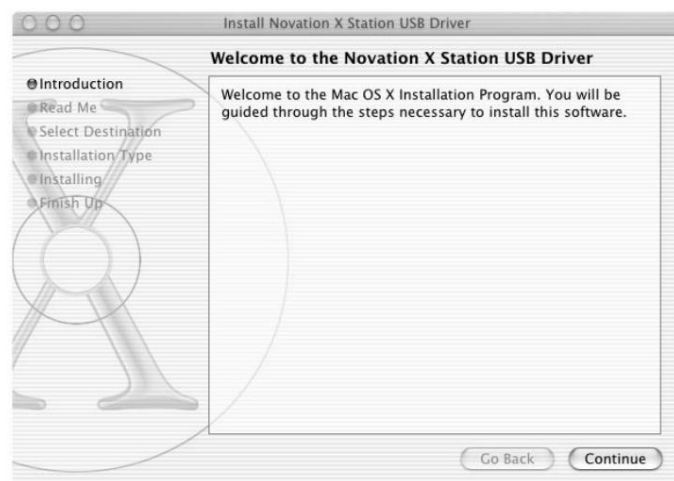 Install Novation X Station USB Driver
Welcome to the Novation X Station USB Driver
Introduction
Read Me
Select Destination
Installation Type
Installing
Finish Up
Welcome to the Mac OS X Installation Program. You will be
guided through the steps necessary to install this software.
Go Back
Continue